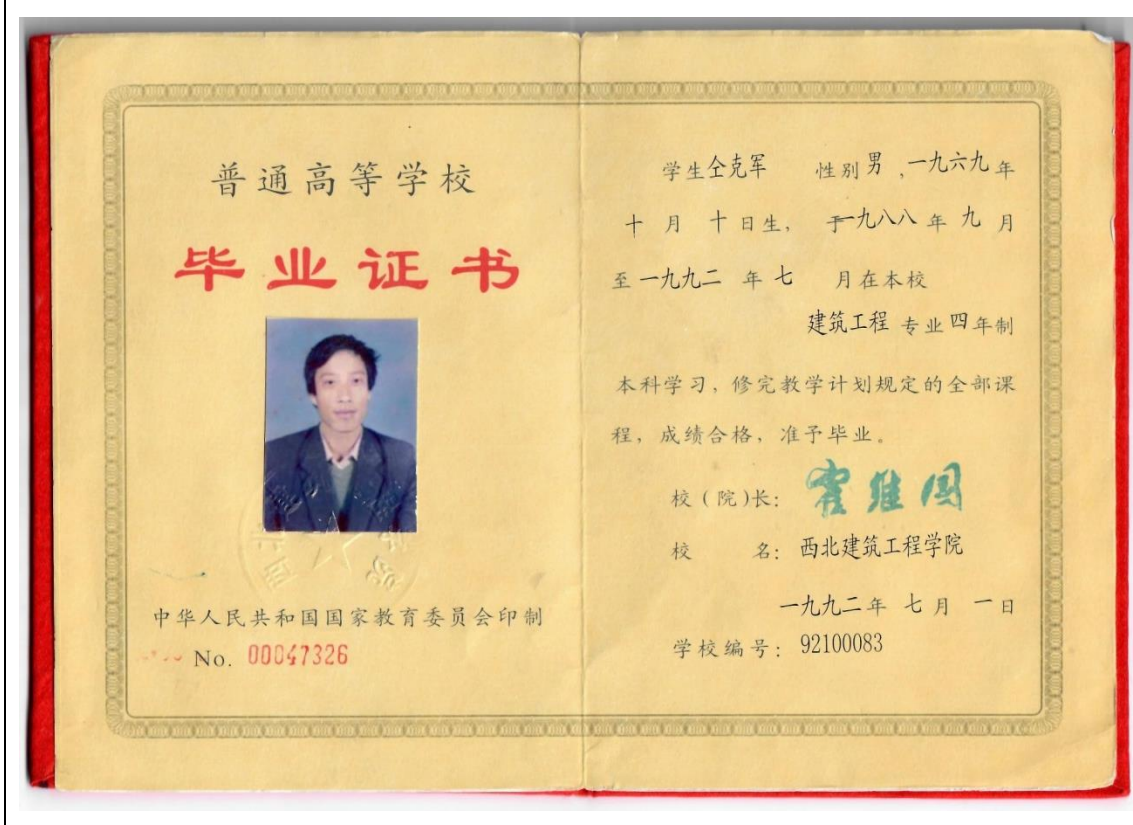 普通高等学校
毕业证书
中华人民共和国国家教育委员会印制
No. 00047326
学生仝克军 性别男,一九六九年
十月十日生,于一九八八年九月
至一九九二年七月在本校
建筑工程专业四年制
本科学习,修完教学计划规定的全部课
程,成绩合格,准予毕业。
校(院)长:霍维国
校名:西北建筑工程学院
一九九二年七月一日
学校编号:92100083